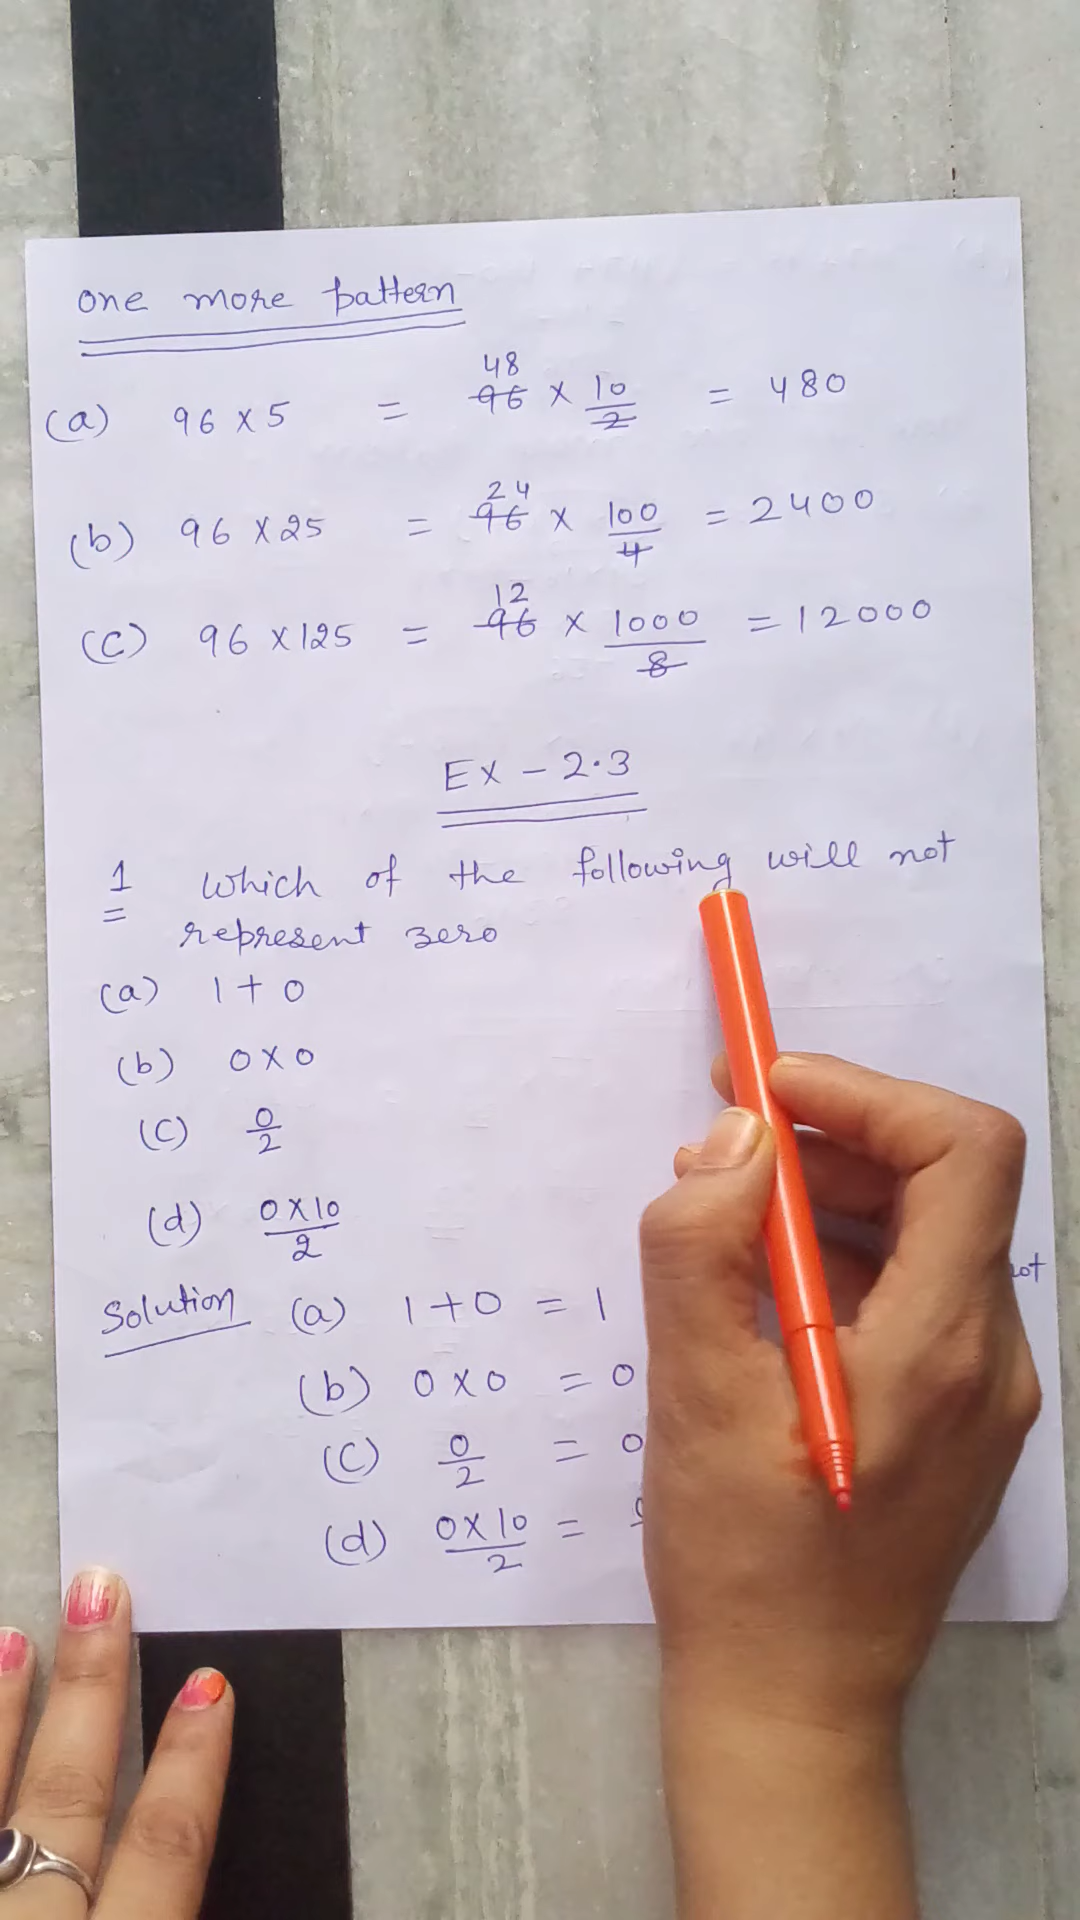 one more pattern
(a) 96 x 5 = 48 96 x 10/2 = 480
(b) 96 x 25 = 24 96 x 100/4 = 2400
(c) 96 x 125 = 12 96 x 1000/8 = 12000
Ex - 2.3
1 which of the following will not
represent zero
(a) 1 + 0
(b) 0 x 0
(c) 0/2
(d) 0 x 10/2
Solution (a) 1 + 0 = 1
(b) 0 x 0 = 0
(c) 0/2 = 0
(d) 0 x 10/2 =